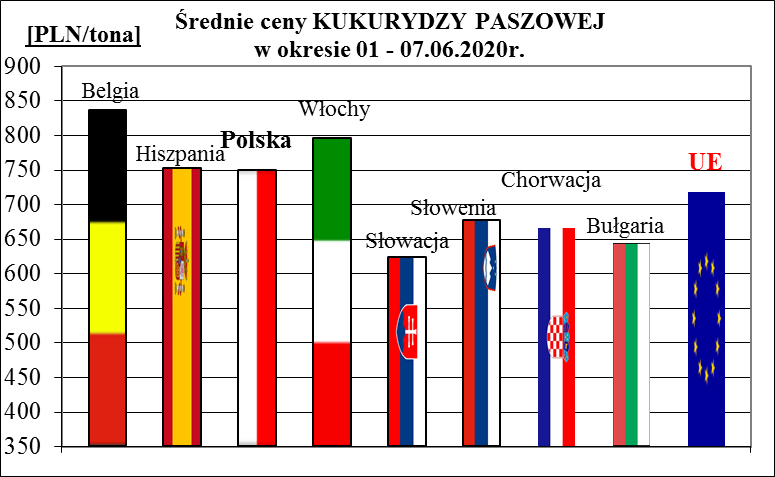 Średnie ceny KUKURYDZY PASZOWEJ
w okresie 01 - 07.06.2020r.
[PLN/tona]
900
850
800
750
700
650
600
550
500
450
400
350
Belgia
Hiszpania
Polska
Włochy
Słowacja
Słowenia
Chorwacja
Bułgaria
UE